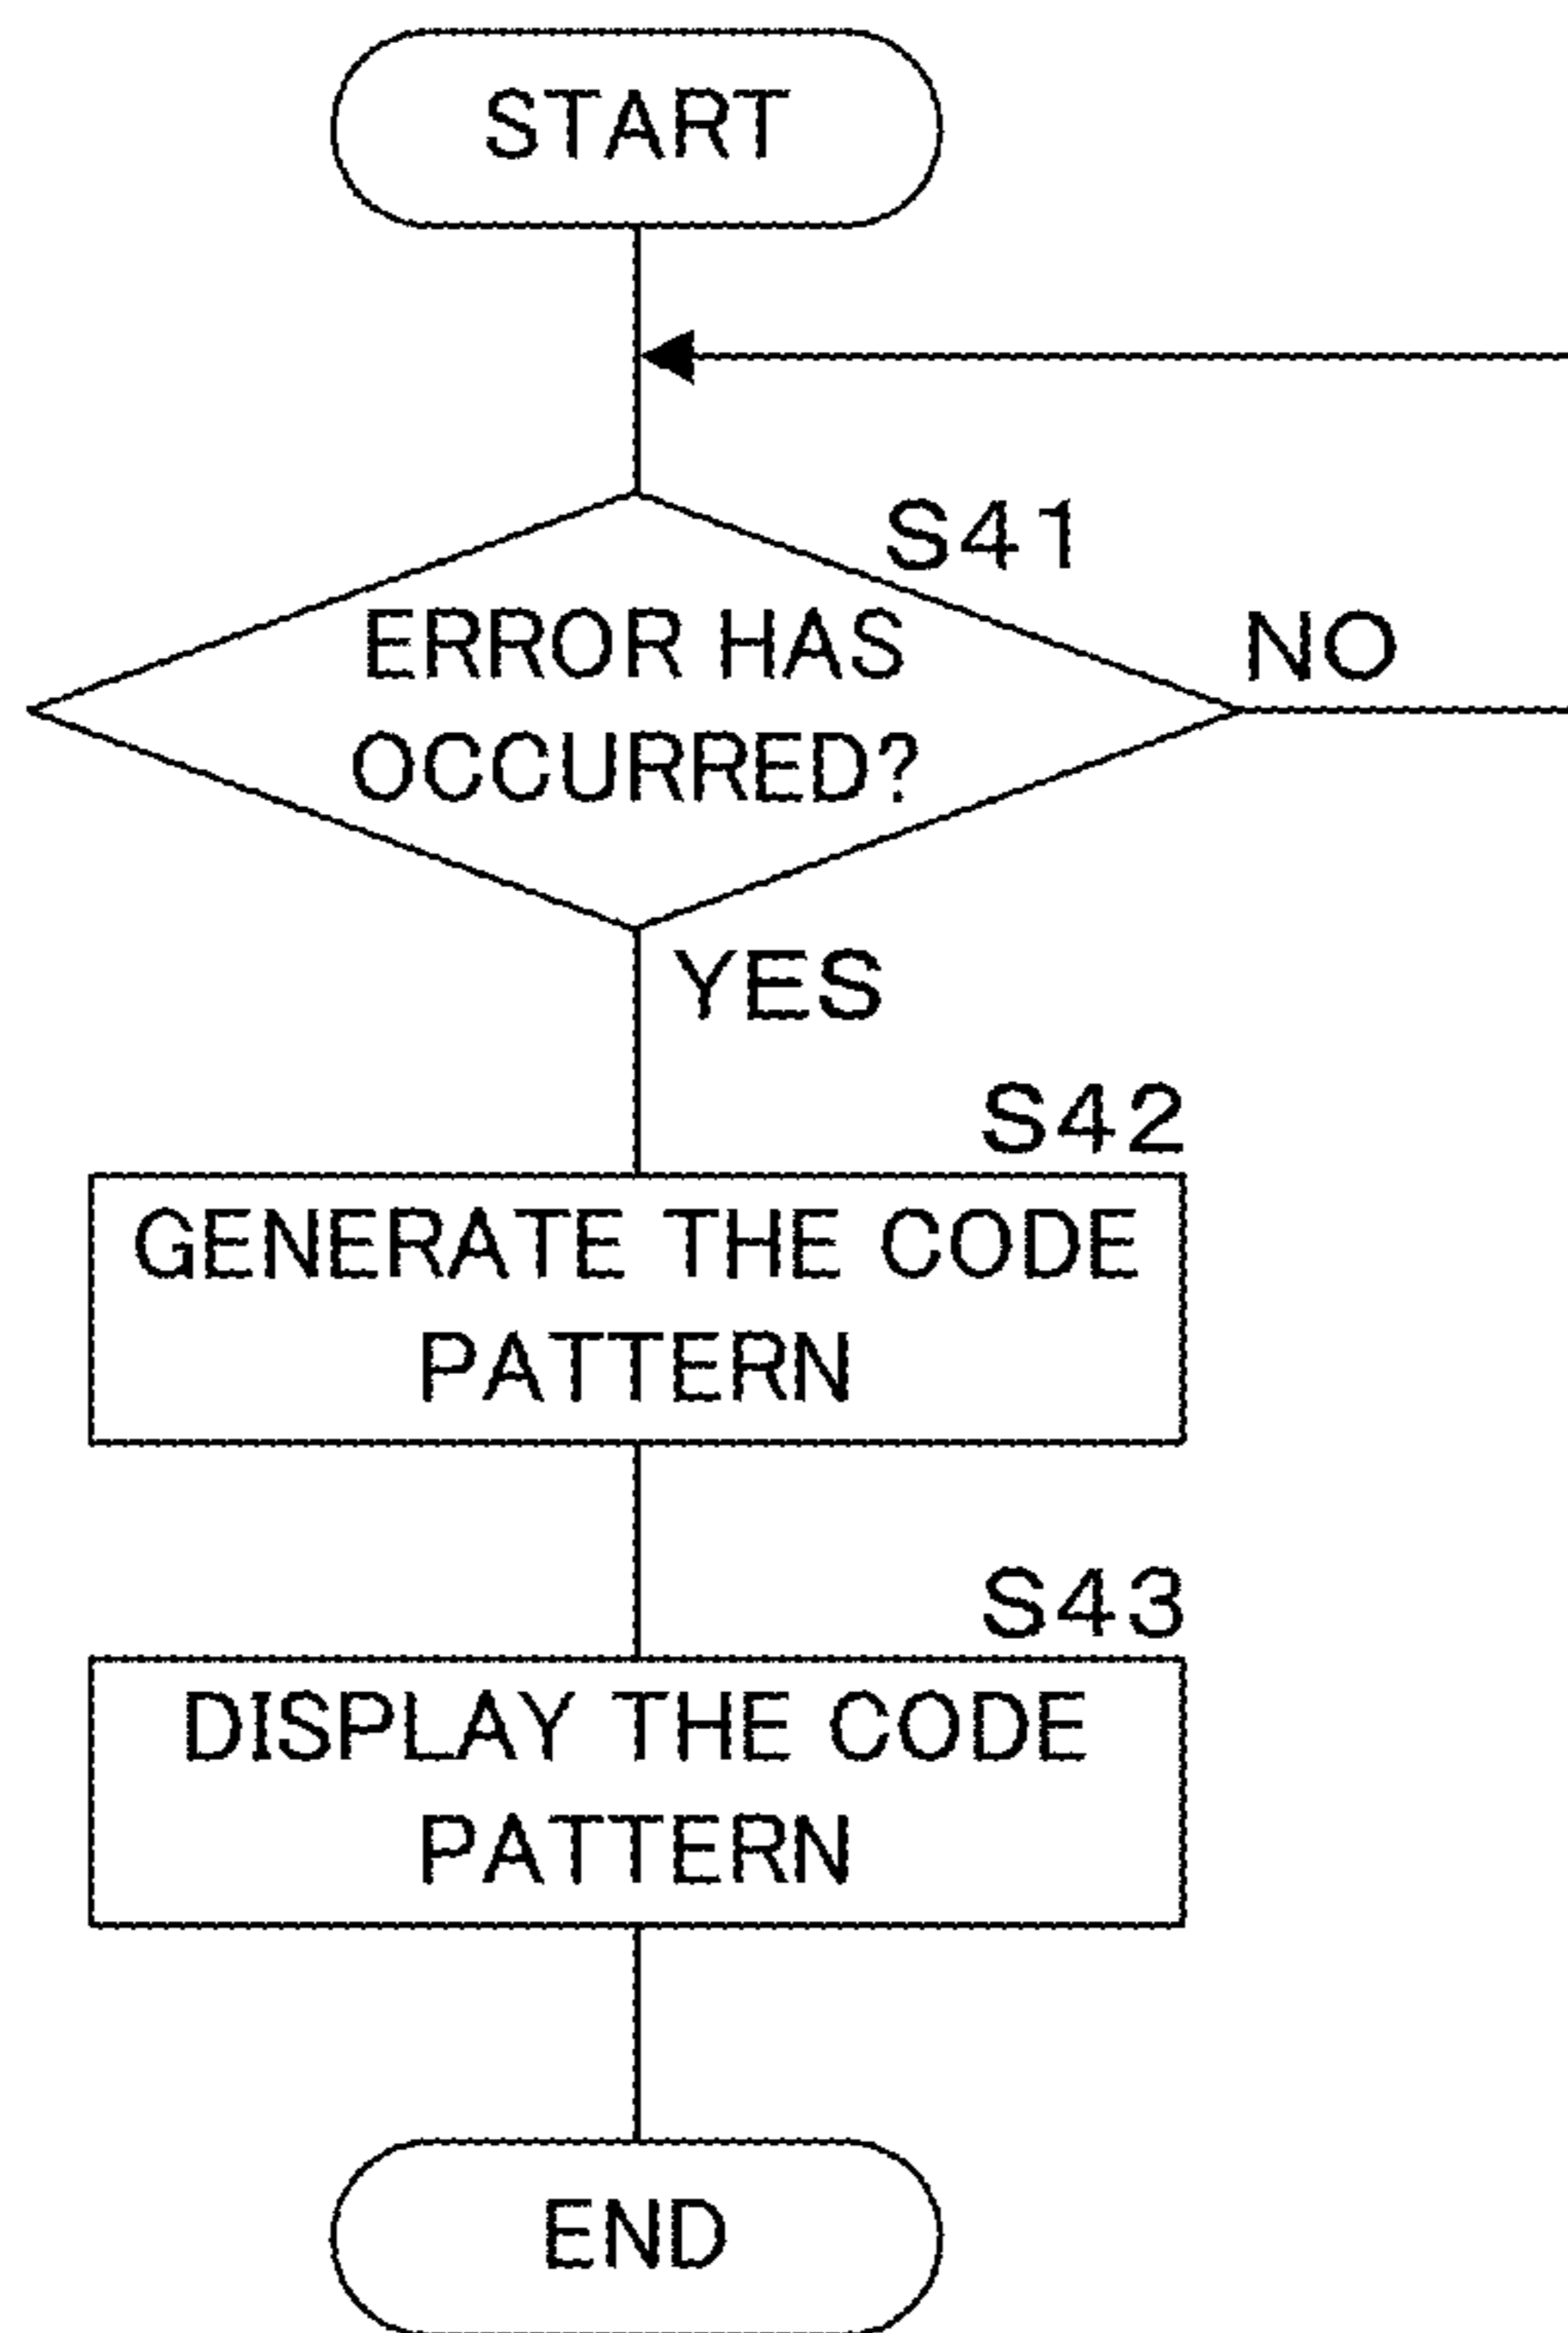 START
S41
ERROR HAS
OCCURRED?
NO
YES
S42
GENERATE THE CODE
PATTERN
S43
DISPLAY THE CODE
PATTERN
END